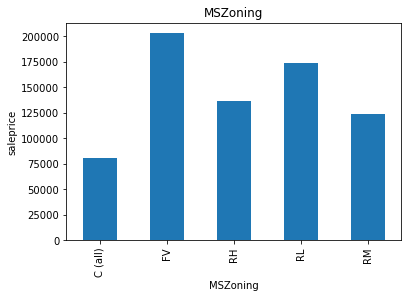 MSZoning
200000
175000
150000
125000
100000
75000
50000
25000
0
saleprice
C (all)
FV
RH
RL
RM
MSZoning